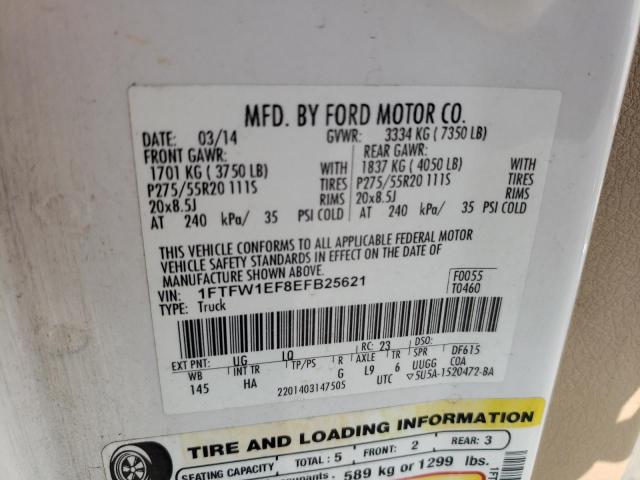 MFD. BY FORD MOTOR CO.
DATE: 03/14 GVWR: 3334 KG ( 7350 LB)
FRONT GAWR: REAR GAWR:
1701 KG ( 3750 LB) WITH 1837 KG ( 4050 LB) WITH
P275/55R20 111S TIRES P275/55R20 111S TIRES
20x8.5J RIMS 20x8.5J RIMS
AT 240 kPa/ 35 PSI COLD AT 240 kPa/ 35 PSI COLD
THIS VEHICLE CONFORMS TO ALL APPLICABLE FEDERAL MOTOR
VEHICLE SAFETY STANDARDS IN EFFECT ON THE DATE OF
MANUFACTURE SHOWN ABOVE.
VIN: 1FTFW1EF8EFB25621 F0055
TYPE: Truck T0460
EXT PNT: UG LQ RC: 23 DSO:
WB INT TR TP/PS R AXLE TR SPR DF615
145 HA G L9 6 UUGG COA
2201403147505 UTC ▽5U5A-1520472-BA
TIRE AND LOADING INFORMATION
SEATING CAPACITY TOTAL: 5 FRONT: 2 REAR: 3
589 kg or 1299 lbs.